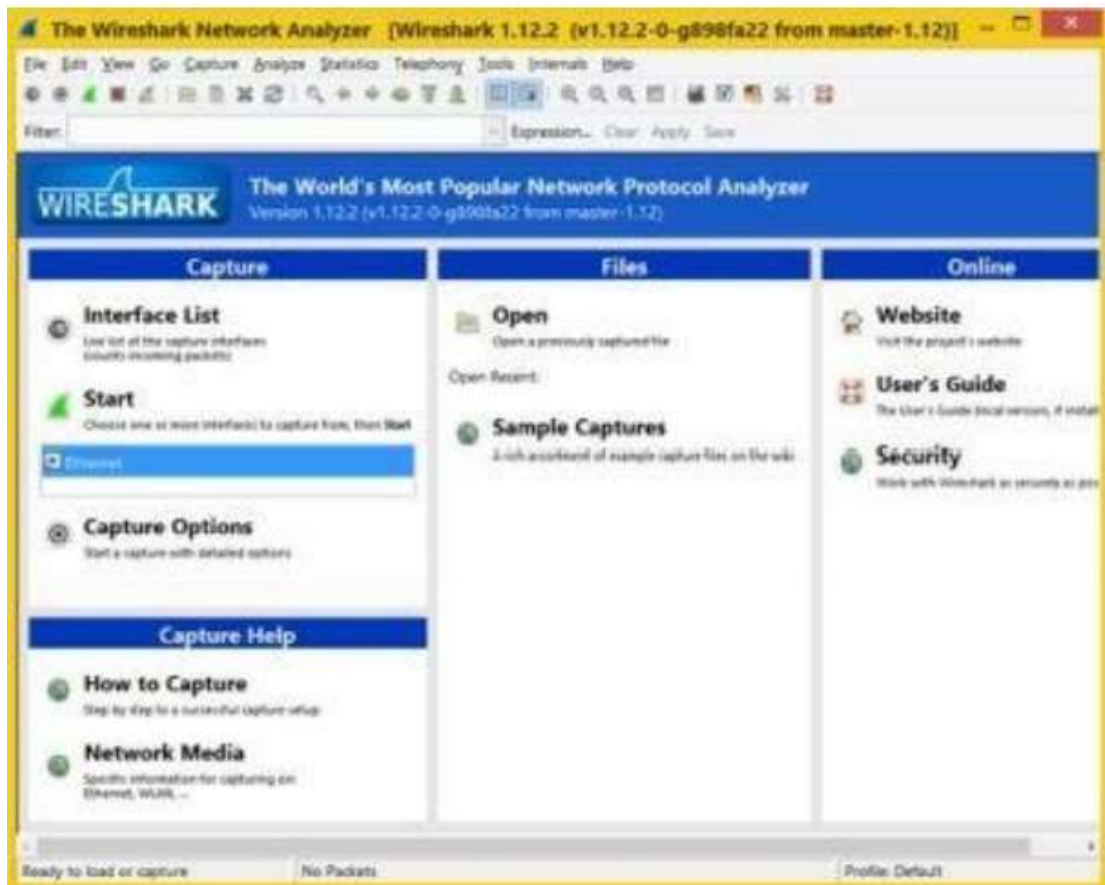 The Wireshark Network Analyzer [Wireshark 1.12.2 (v1.12.2-0-g898fa22 from master-1.12)]
File Edit View Go Capture Analyze Statistics Telephony Tools Internals Help
Filter: Expression... Clear Apply Save
WIRESHARK
The World's Most Popular Network Protocol Analyzer
Version 1.12.2 (v1.12.2-0-g898fa22 from master-1.12)
Capture
Interface List
Live list of the capture interfaces
(counts incoming packets)
Start
Choose one or more interfaces to capture from, then Start
Ethernet
Capture Options
Start a capture with detailed options
Capture Help
How to Capture
Step by step to a successful capture setup
Network Media
Specific information for capturing on:
Ethernet, WLAN, ...
Files
Open
Open a previously captured file
Open Recent:
Sample Captures
A rich assortment of example capture files on the wiki
Online
Website
Visit the project's website
User's Guide
The User's Guide (local version, if install
Security
Work with Wireshark as securely as pos
Ready to load or capture
No Packets
Profile: Default